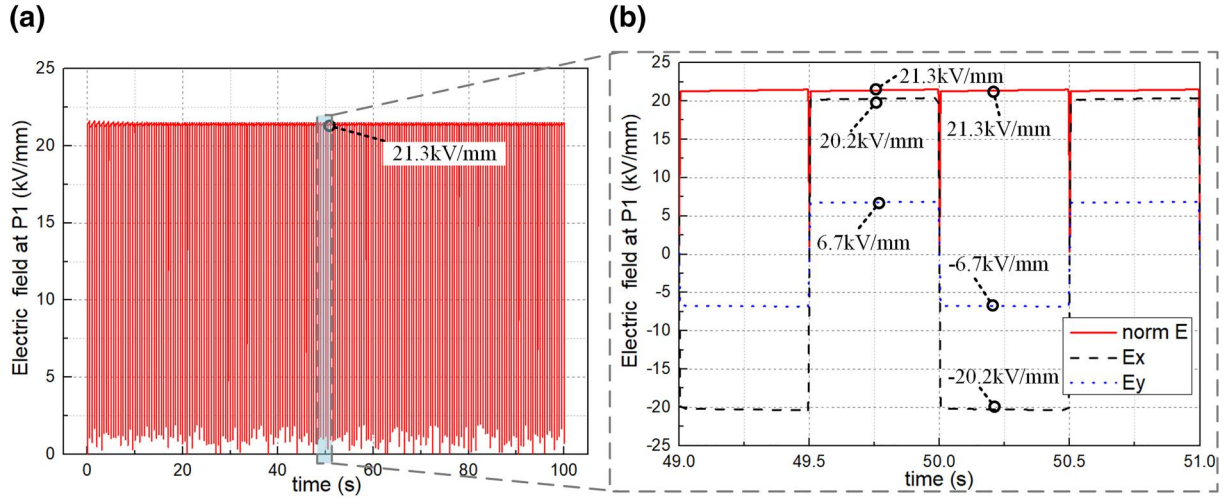 (a)
(b)
Electric field at P1 (kV/mm)
25
20
15
10
5
0
0
20
40
60
80
100
time (s)
21.3kV/mm
Electric field at P1 (kV/mm)
25
20
15
10
5
0
-5
-10
-15
-20
-25
49.0
49.5
50.0
50.5
51.0
time (s)
21.3kV/mm
20.2kV/mm
21.3kV/mm
6.7kV/mm
-6.7kV/mm
-20.2kV/mm
norm E
Ex
Ey